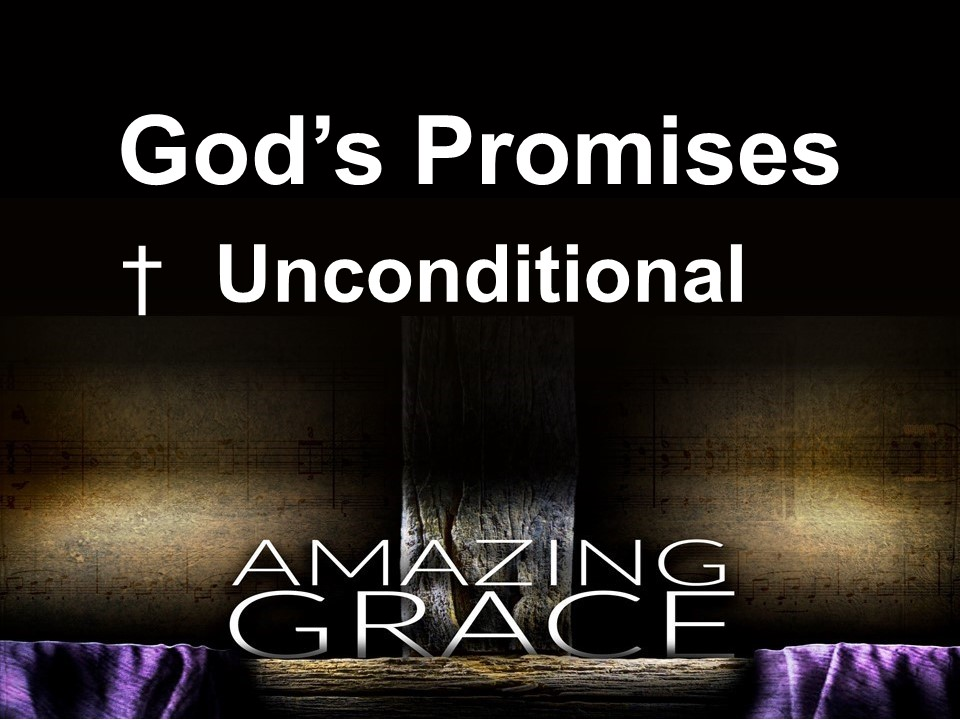 God’s Promises
† Unconditional
AMAZING
GRACE